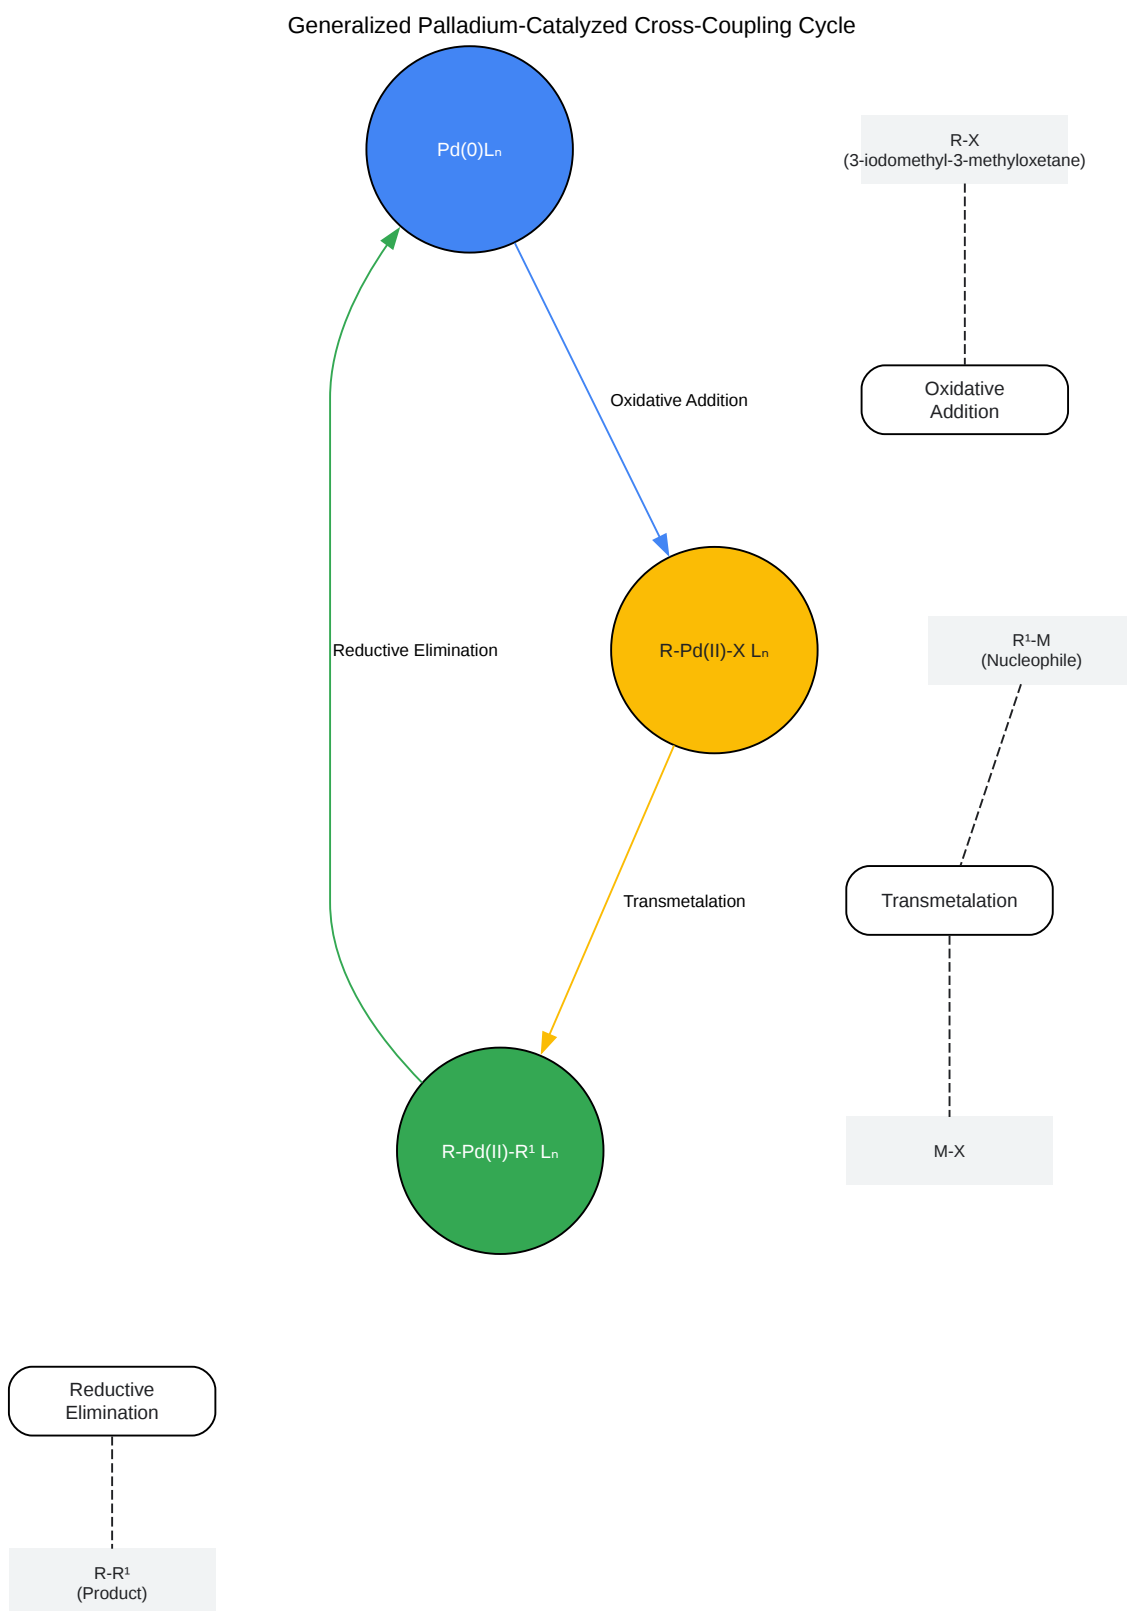 Generalized Palladium-Catalyzed Cross-Coupling Cycle
Pd(0)Lₙ
R-X
(3-iodomethyl-3-methyloxetane)
Oxidative Addition
Oxidative
Addition
Reductive Elimination
R-Pd(II)-X Lₙ
R¹-M
(Nucleophile)
Transmetalation
Transmetalation
R-Pd(II)-R¹ Lₙ
M-X
Reductive
Elimination
R-R¹
(Product)